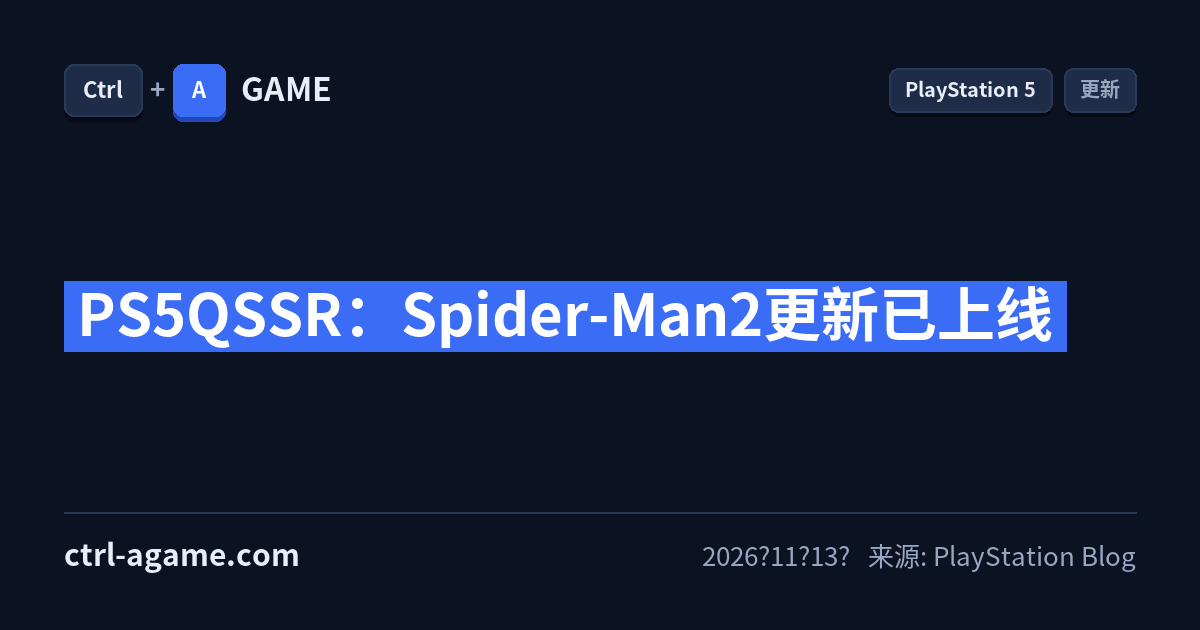 Ctrl + A GAME
PlayStation 5 更新
PS5QSSR：Spider-Man2更新已上线
ctrl-agame.com
2026?11?13? 来源: PlayStation Blog